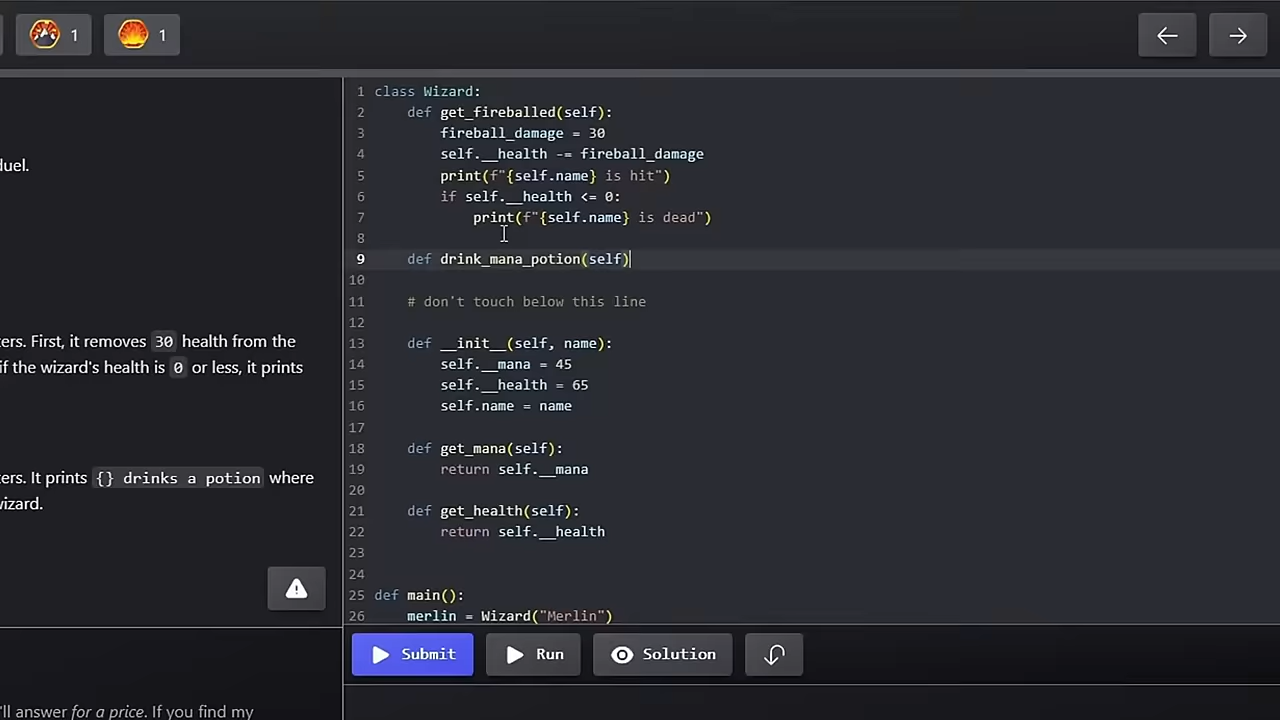 1
1
duel.
ters. First, it removes 30 health from the
if the wizard's health is 0 or less, it prints
ters. It prints {} drinks a potion where
wizard.
'll answer for a price. If you find my
1 class Wizard:
2 def get_fireballed(self):
3 fireball_damage = 30
4 self.__health -= fireball_damage
5 print(f"{self.name} is hit")
6 if self.__health <= 0:
7 print(f"{self.name} is dead")
8
9 def drink_mana_potion(self)
10
11 # don't touch below this line
12
13 def __init__(self, name):
14 self.__mana = 45
15 self.__health = 65
16 self.name = name
17
18 def get_mana(self):
19 return self.__mana
20
21 def get_health(self):
22 return self.__health
23
24
25 def main():
26 merlin = Wizard("Merlin")
Submit
Run
Solution